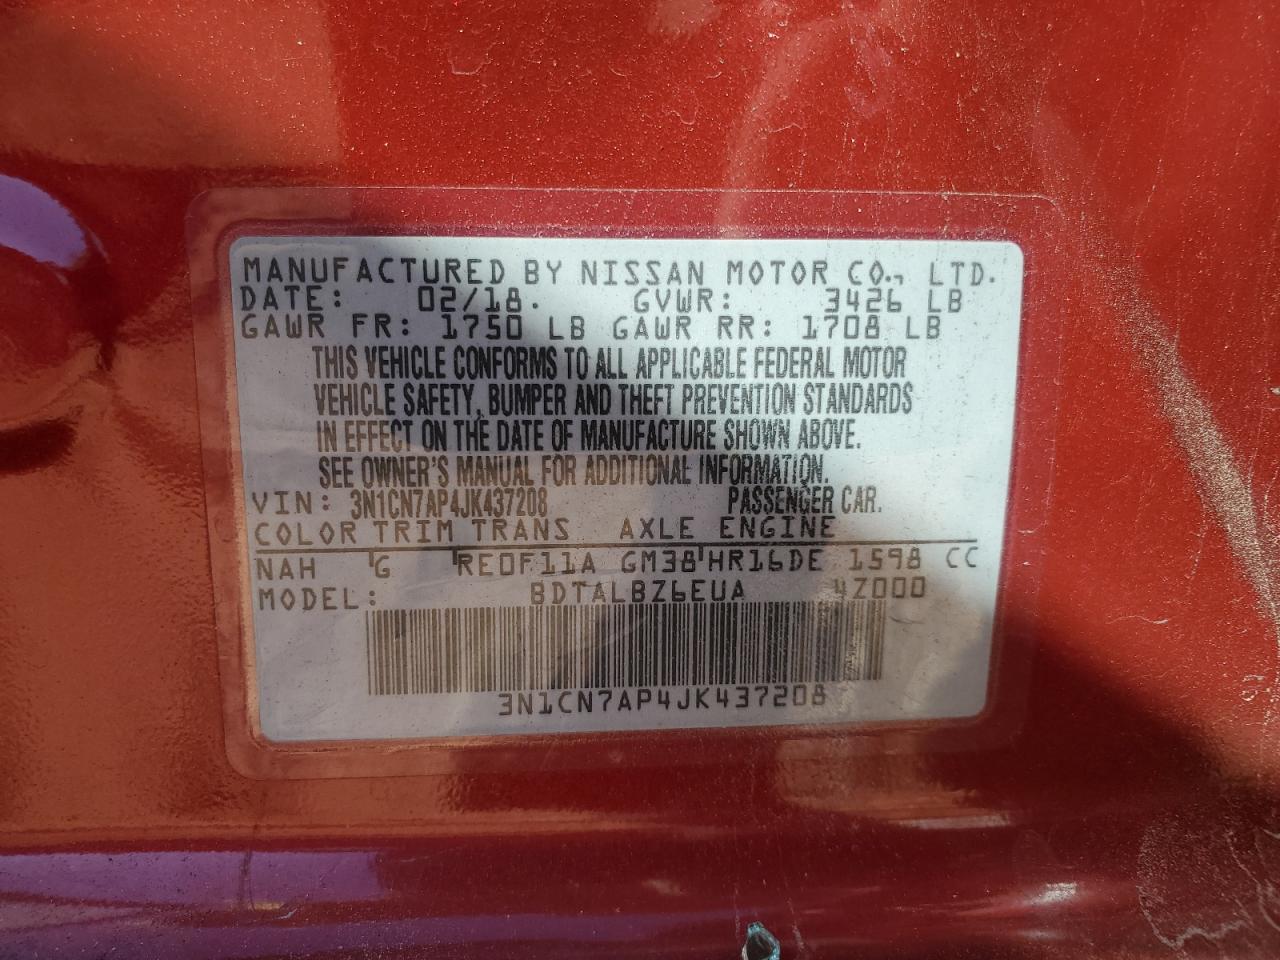 MANUFACTURED BY NISSAN MOTOR CO., LTD.
DATE: 02/18. GVWR: 3426 LB
GAWR FR: 1750 LB GAWR RR: 1708 LB
THIS VEHICLE CONFORMS TO ALL APPLICABLE FEDERAL MOTOR
VEHICLE SAFETY, BUMPER AND THEFT PREVENTION STANDARDS
IN EFFECT ON THE DATE OF MANUFACTURE SHOWN ABOVE.
SEE OWNER'S MANUAL FOR ADDITIONAL INFORMATION.
VIN: 3N1CN7AP4JK437208 PASSENGER CAR.
COLOR TRIM TRANS AXLE ENGINE
NAH G RE0F11A GM38 HR16DE 1598 CC
MODEL: BDTALBZ6EUA 4Z000
3N1CN7AP4JK437208